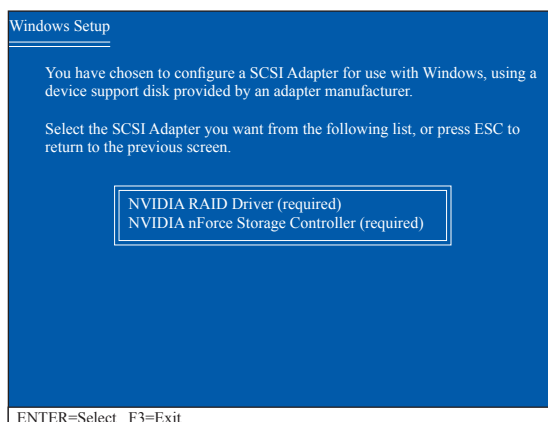 Windows Setup
You have chosen to configure a SCSI Adapter for use with Windows, using a
device support disk provided by an adapter manufacturer.
Select the SCSI Adapter you want from the following list, or press ESC to
return to the previous screen.
NVIDIA RAID Driver (required)
NVIDIA nForce Storage Controller (required)
ENTER=Select F3=Exit